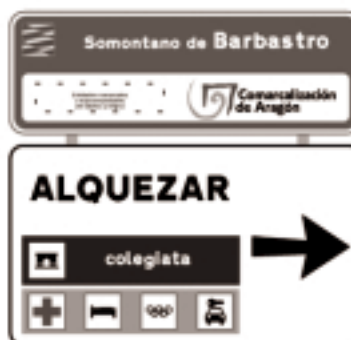 Somontano de Barbastro
Comarcalización
de Aragón
ALQUEZAR
colegiata